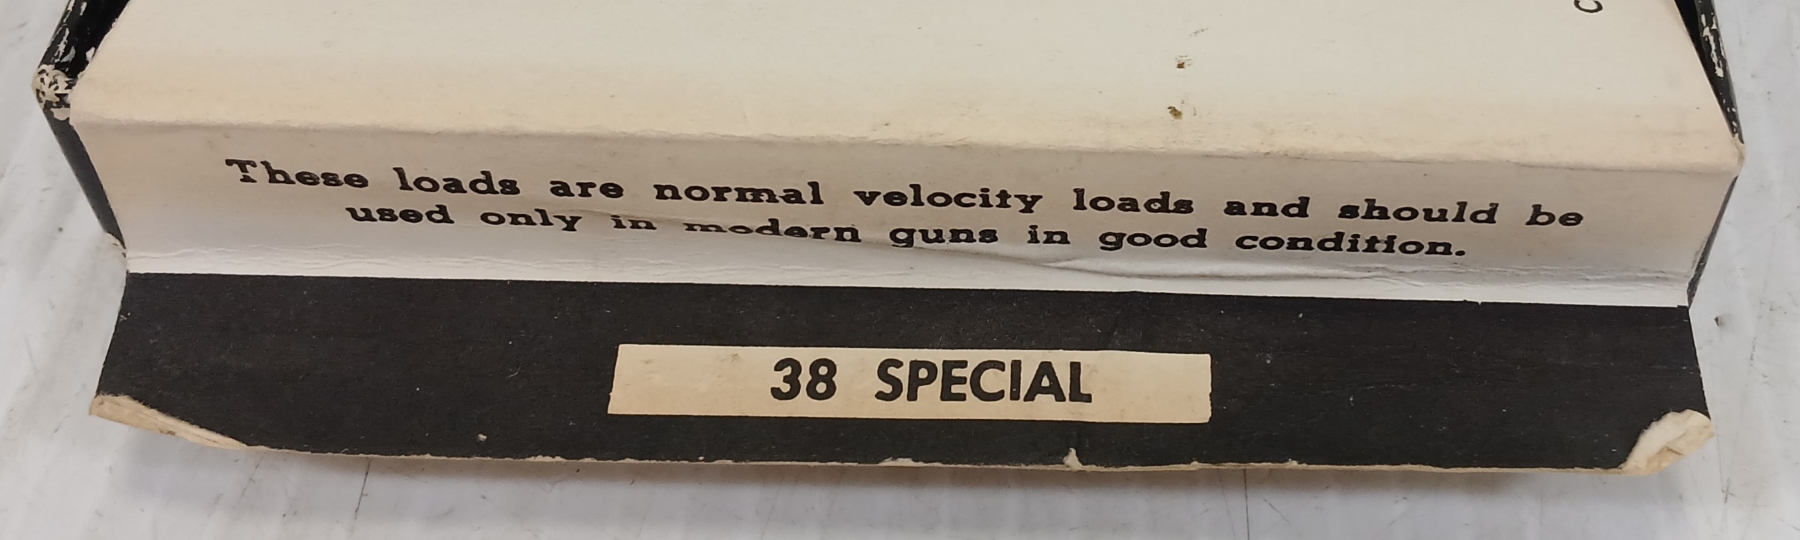 These loads are normal velocity loads and should be
used only in modern guns in good condition.
38 SPECIAL